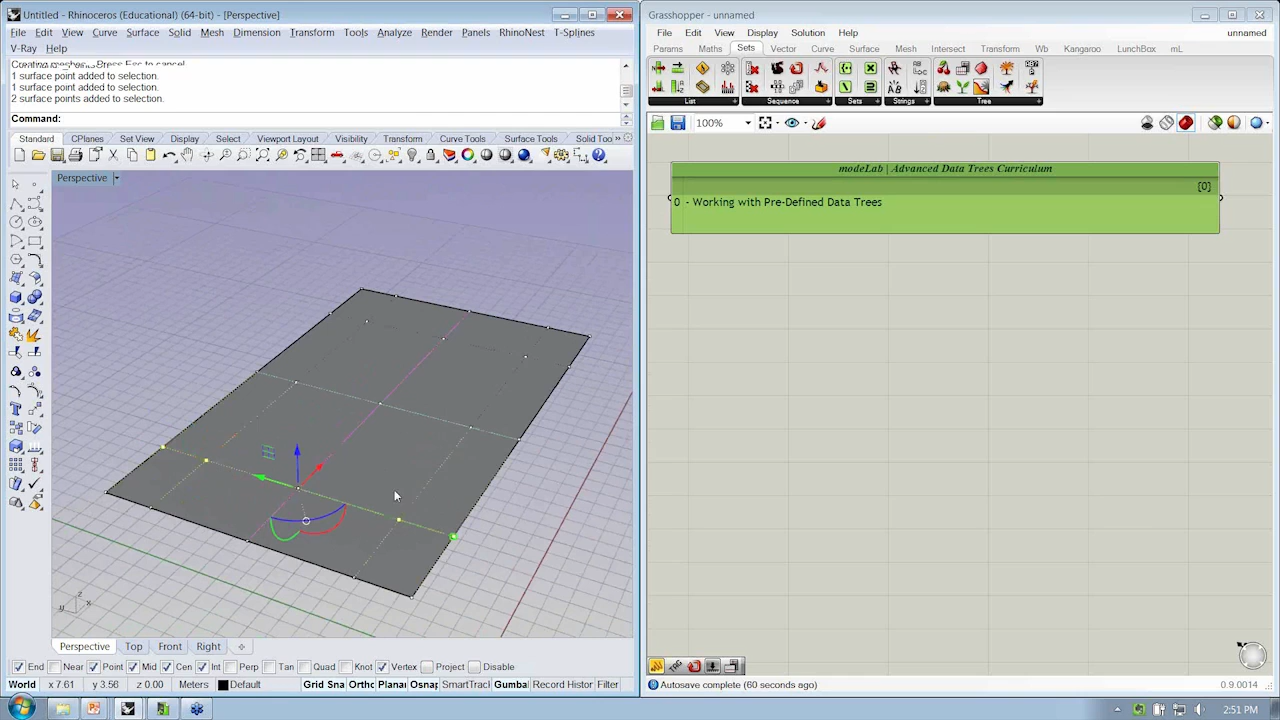 Untitled - Rhinoceros (Educational) (64-bit) - [Perspective]
File Edit View Curve Surface Solid Mesh Dimension Transform Tools Analyze Render Panels RhinoNest T-Splines
V-Ray Help
1 surface point added to selection.
1 surface point added to selection.
2 surface points added to selection.
Command:
Standard CPlanes Set View Display Select Viewport Layout Visibility Transform Curve Tools Surface Tools Solid Too
Perspective
z
y x
Perspective Top Front Right
End Near Point Mid Cen Int Perp Tan Quad Knot Vertex Project Disable
World x 7.61 y 3.56 z 0.00 Meters Default Grid Sna Ortho Planar Osnap SmartTrack Gumba Record Histor Filter
Grasshopper - unnamed
File Edit View Display Solution Help unnamed
Params Maths Sets Vector Curve Surface Mesh Intersect Transform Wb Kangaroo LunchBox mL
List Sequence Sets Strings Tree
100%
modeLab | Advanced Data Trees Curriculum
[0]
0 - Working with Pre-Defined Data Trees
Autosave complete (60 seconds ago) 0.9.0014
2:51 PM